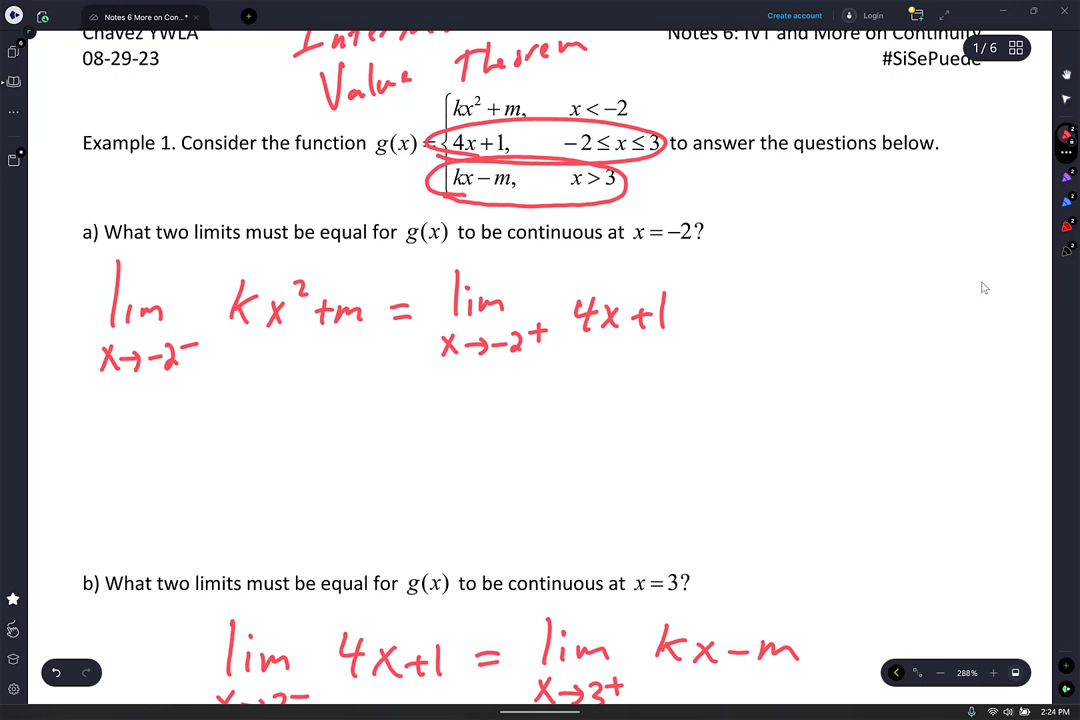 Notes 6 More on Con...*
Create account
Login
Chavez YWLA
Notes 6: IVT and More on Continuity
08-29-23
#SiSePuede
1/6
Value Theorem
kx² + m, x < −2
Example 1. Consider the function g(x) = { 4x + 1, −2 ≤ x ≤ 3 to answer the questions below.
kx − m, x > 3
a) What two limits must be equal for g(x) to be continuous at x = −2?
lim kx² + m = lim 4x + 1
x → −2⁻ x → −2⁺
b) What two limits must be equal for g(x) to be continuous at x = 3?
lim 4x + 1 = lim kx − m
x → 3⁻ x → 3⁺
288%
2:24 PM